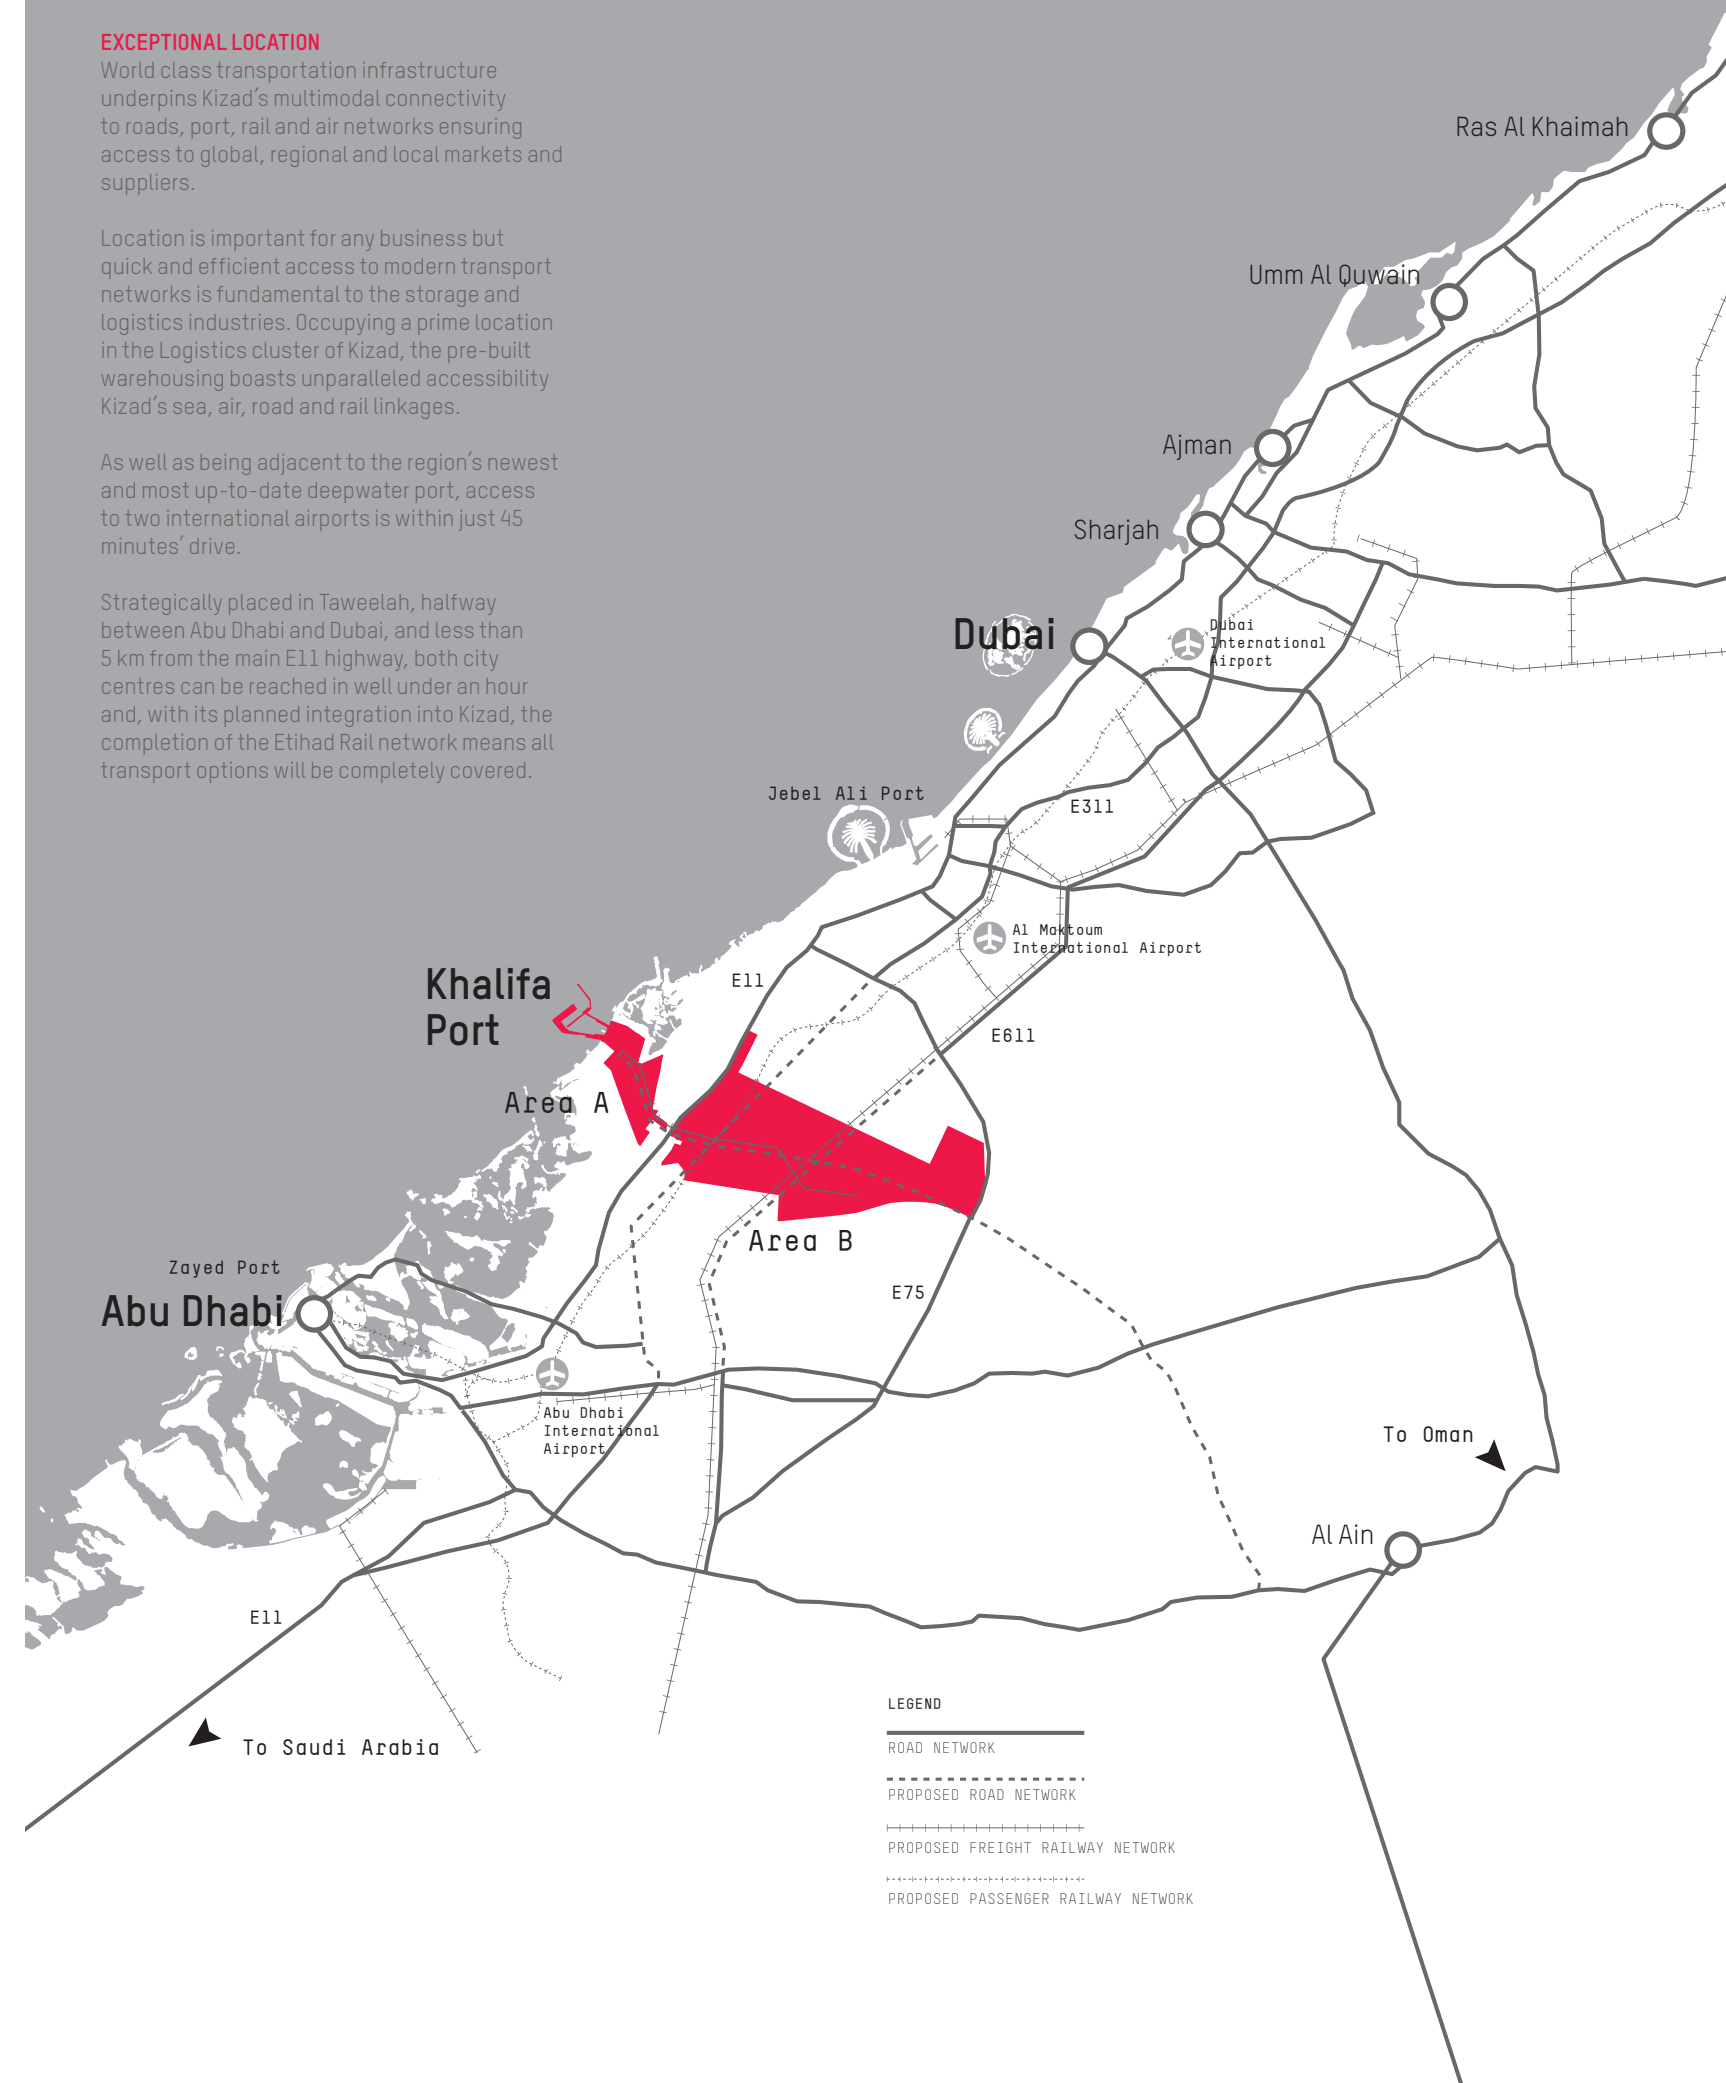 EXCEPTIONAL LOCATION
World class transportation infrastructure
underpins Kizad's multimodal connectivity
to roads, port, rail and air networks ensuring
access to global, regional and local markets and
suppliers.
Location is important for any business but
quick and efficient access to modern transport
networks is fundamental to the storage and
logistics industries. Occupying a prime location
in the Logistics cluster of Kizad, the pre-built
warehousing boasts unparalleled accessibility
Kizad's sea, air, road and rail linkages.
As well as being adjacent to the region's newest
and most up-to-date deepwater port, access
to two international airports is within just 45
minutes' drive.
Strategically placed in Taweelah, halfway
between Abu Dhabi and Dubai, and less than
5 km from the main E11 highway, both city
centres can be reached in well under an hour
and, with its planned integration into Kizad, the
completion of the Etihad Rail network means all
transport options will be completely covered.
Ras Al Khaimah
Umm Al Quwain
Ajman
Sharjah
Dubai
Dubai
International
Airport
Jebel Ali Port
E311
Al Maktoum
International Airport
Khalifa
Port
E11
E611
Area A
Area B
Zayed Port
Abu Dhabi
E75
Abu Dhabi
International
Airport
To Oman
Al Ain
E11
To Saudi Arabia
LEGEND
ROAD NETWORK
PROPOSED ROAD NETWORK
PROPOSED FREIGHT RAILWAY NETWORK
PROPOSED PASSENGER RAILWAY NETWORK